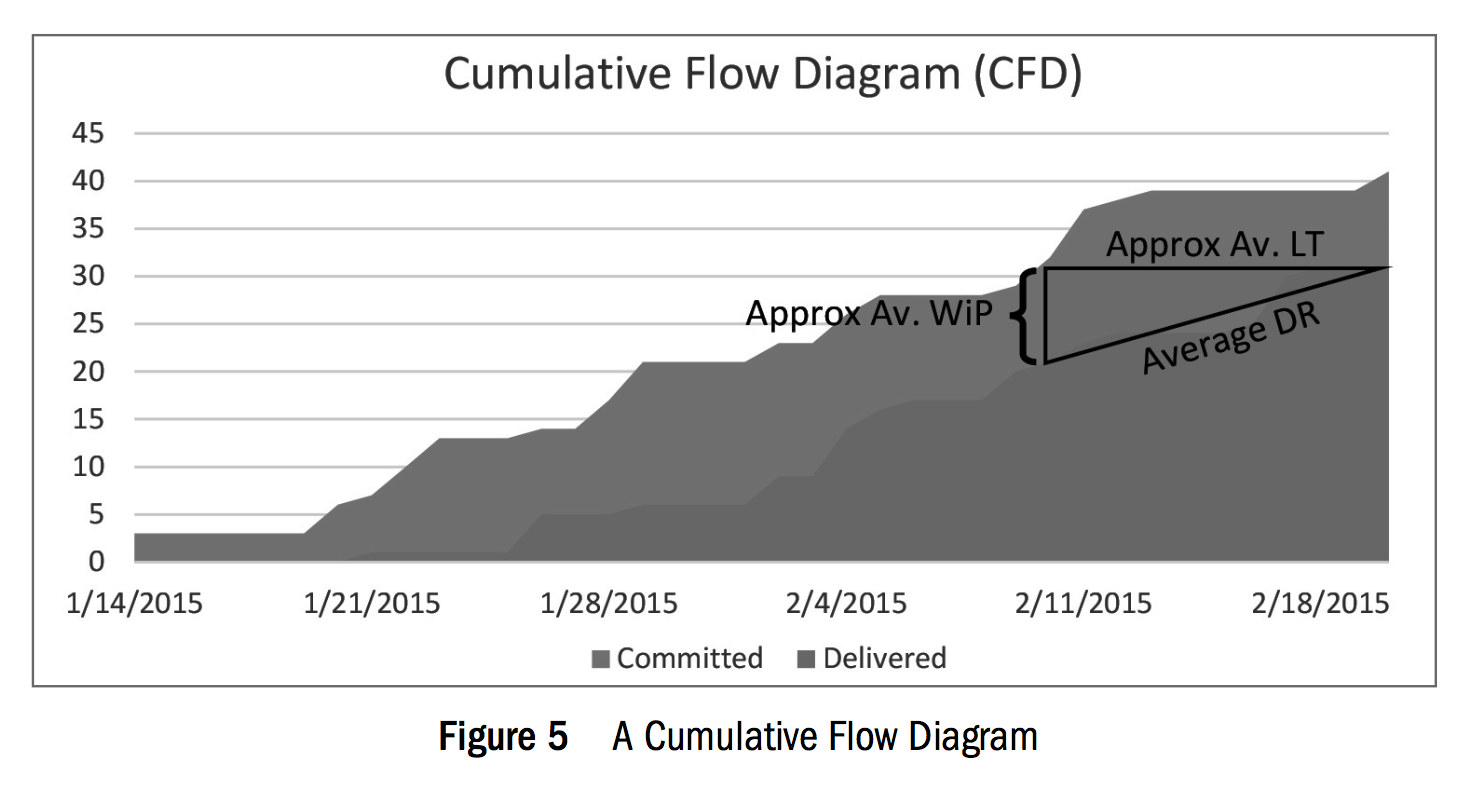 Cumulative Flow Diagram (CFD)
45
40
35
30
25
20
15
10
5
0
Approx Av. LT
Approx Av. WiP
Average DR
1/14/2015 1/21/2015 1/28/2015 2/4/2015 2/11/2015 2/18/2015
Committed Delivered
Figure 5 A Cumulative Flow Diagram